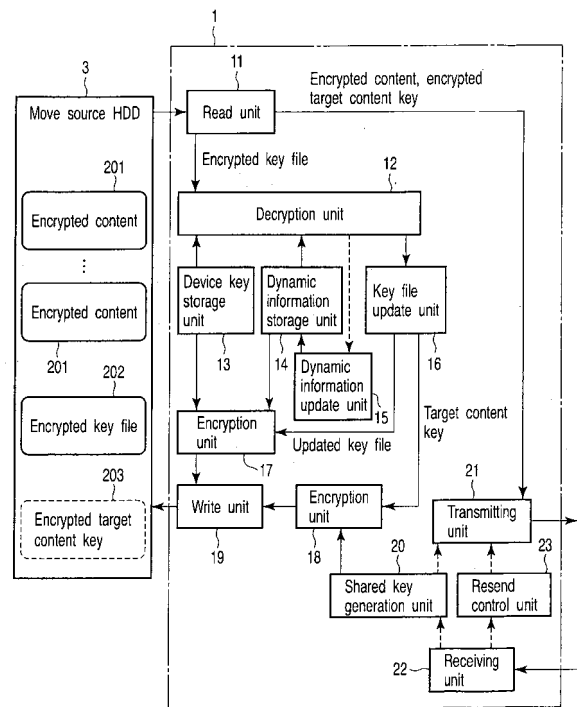 1
3
Move source HDD
11
Read unit
Encrypted content, encrypted
target content key
Encrypted key file
201
Encrypted content
12
Decryption unit
Encrypted content
201
Device key
storage
unit
13
Dynamic
information
storage unit
14
Key file
update unit
16
Dynamic
information
update unit
15
202
Encrypted key file
Encryption
unit
17
Updated key file
Target content
key
203
Encrypted target
content key
Write unit
19
Encryption
unit
18
21
Transmitting
unit
20
Shared key
generation unit
23
Resend
control unit
22
Receiving
unit